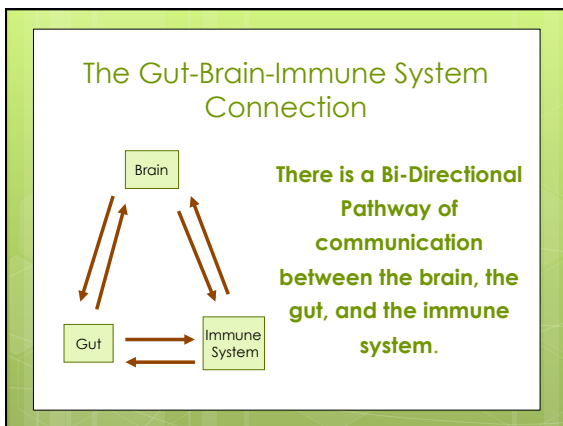 The Gut-Brain-Immune System
Connection
Brain
Gut
Immune
System
There is a Bi-Directional
Pathway of
communication
between the brain, the
gut, and the immune
system.